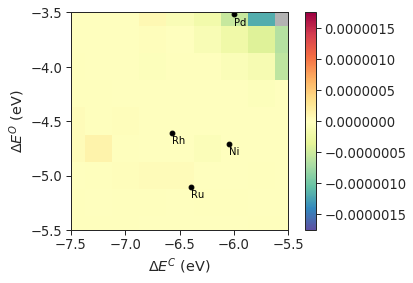 −3.5
−4.0
−4.5
−5.0
−5.5
ΔE^O (eV)
Pd
Rh
Ni
Ru
−7.5 −7.0 −6.5 −6.0 −5.5
ΔE^C (eV)
0.0000015
0.0000010
0.0000005
0.0000000
−0.0000005
−0.0000010
−0.0000015